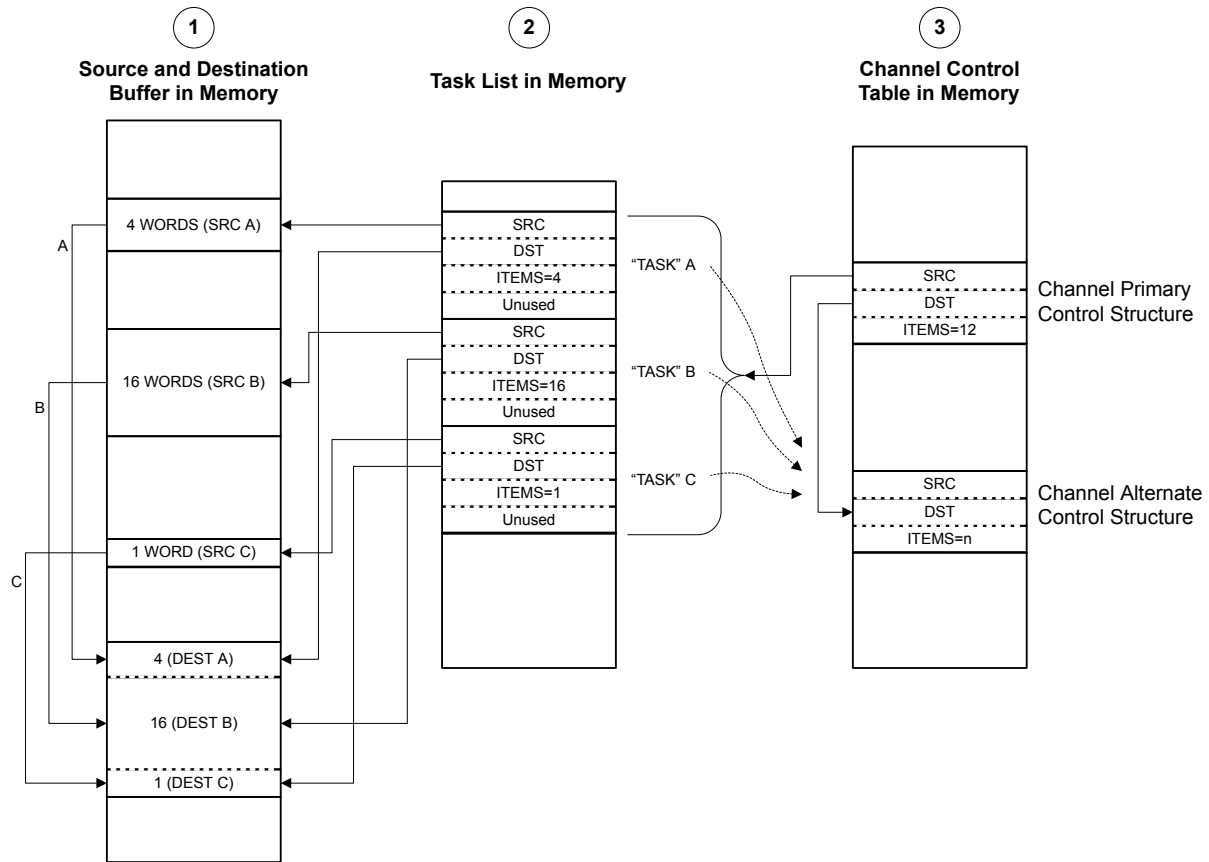 1
Source and Destination
Buffer in Memory
4 WORDS (SRC A)
A
16 WORDS (SRC B)
B
1 WORD (SRC C)
C
4 (DEST A)
16 (DEST B)
1 (DEST C)
2
Task List in Memory
SRC
DST
ITEMS=4
Unused
SRC
DST
ITEMS=16
Unused
SRC
DST
ITEMS=1
Unused
“TASK” A
“TASK” B
“TASK” C
3
Channel Control
Table in Memory
SRC
DST
ITEMS=12
Channel Primary
Control Structure
SRC
DST
ITEMS=n
Channel Alternate
Control Structure